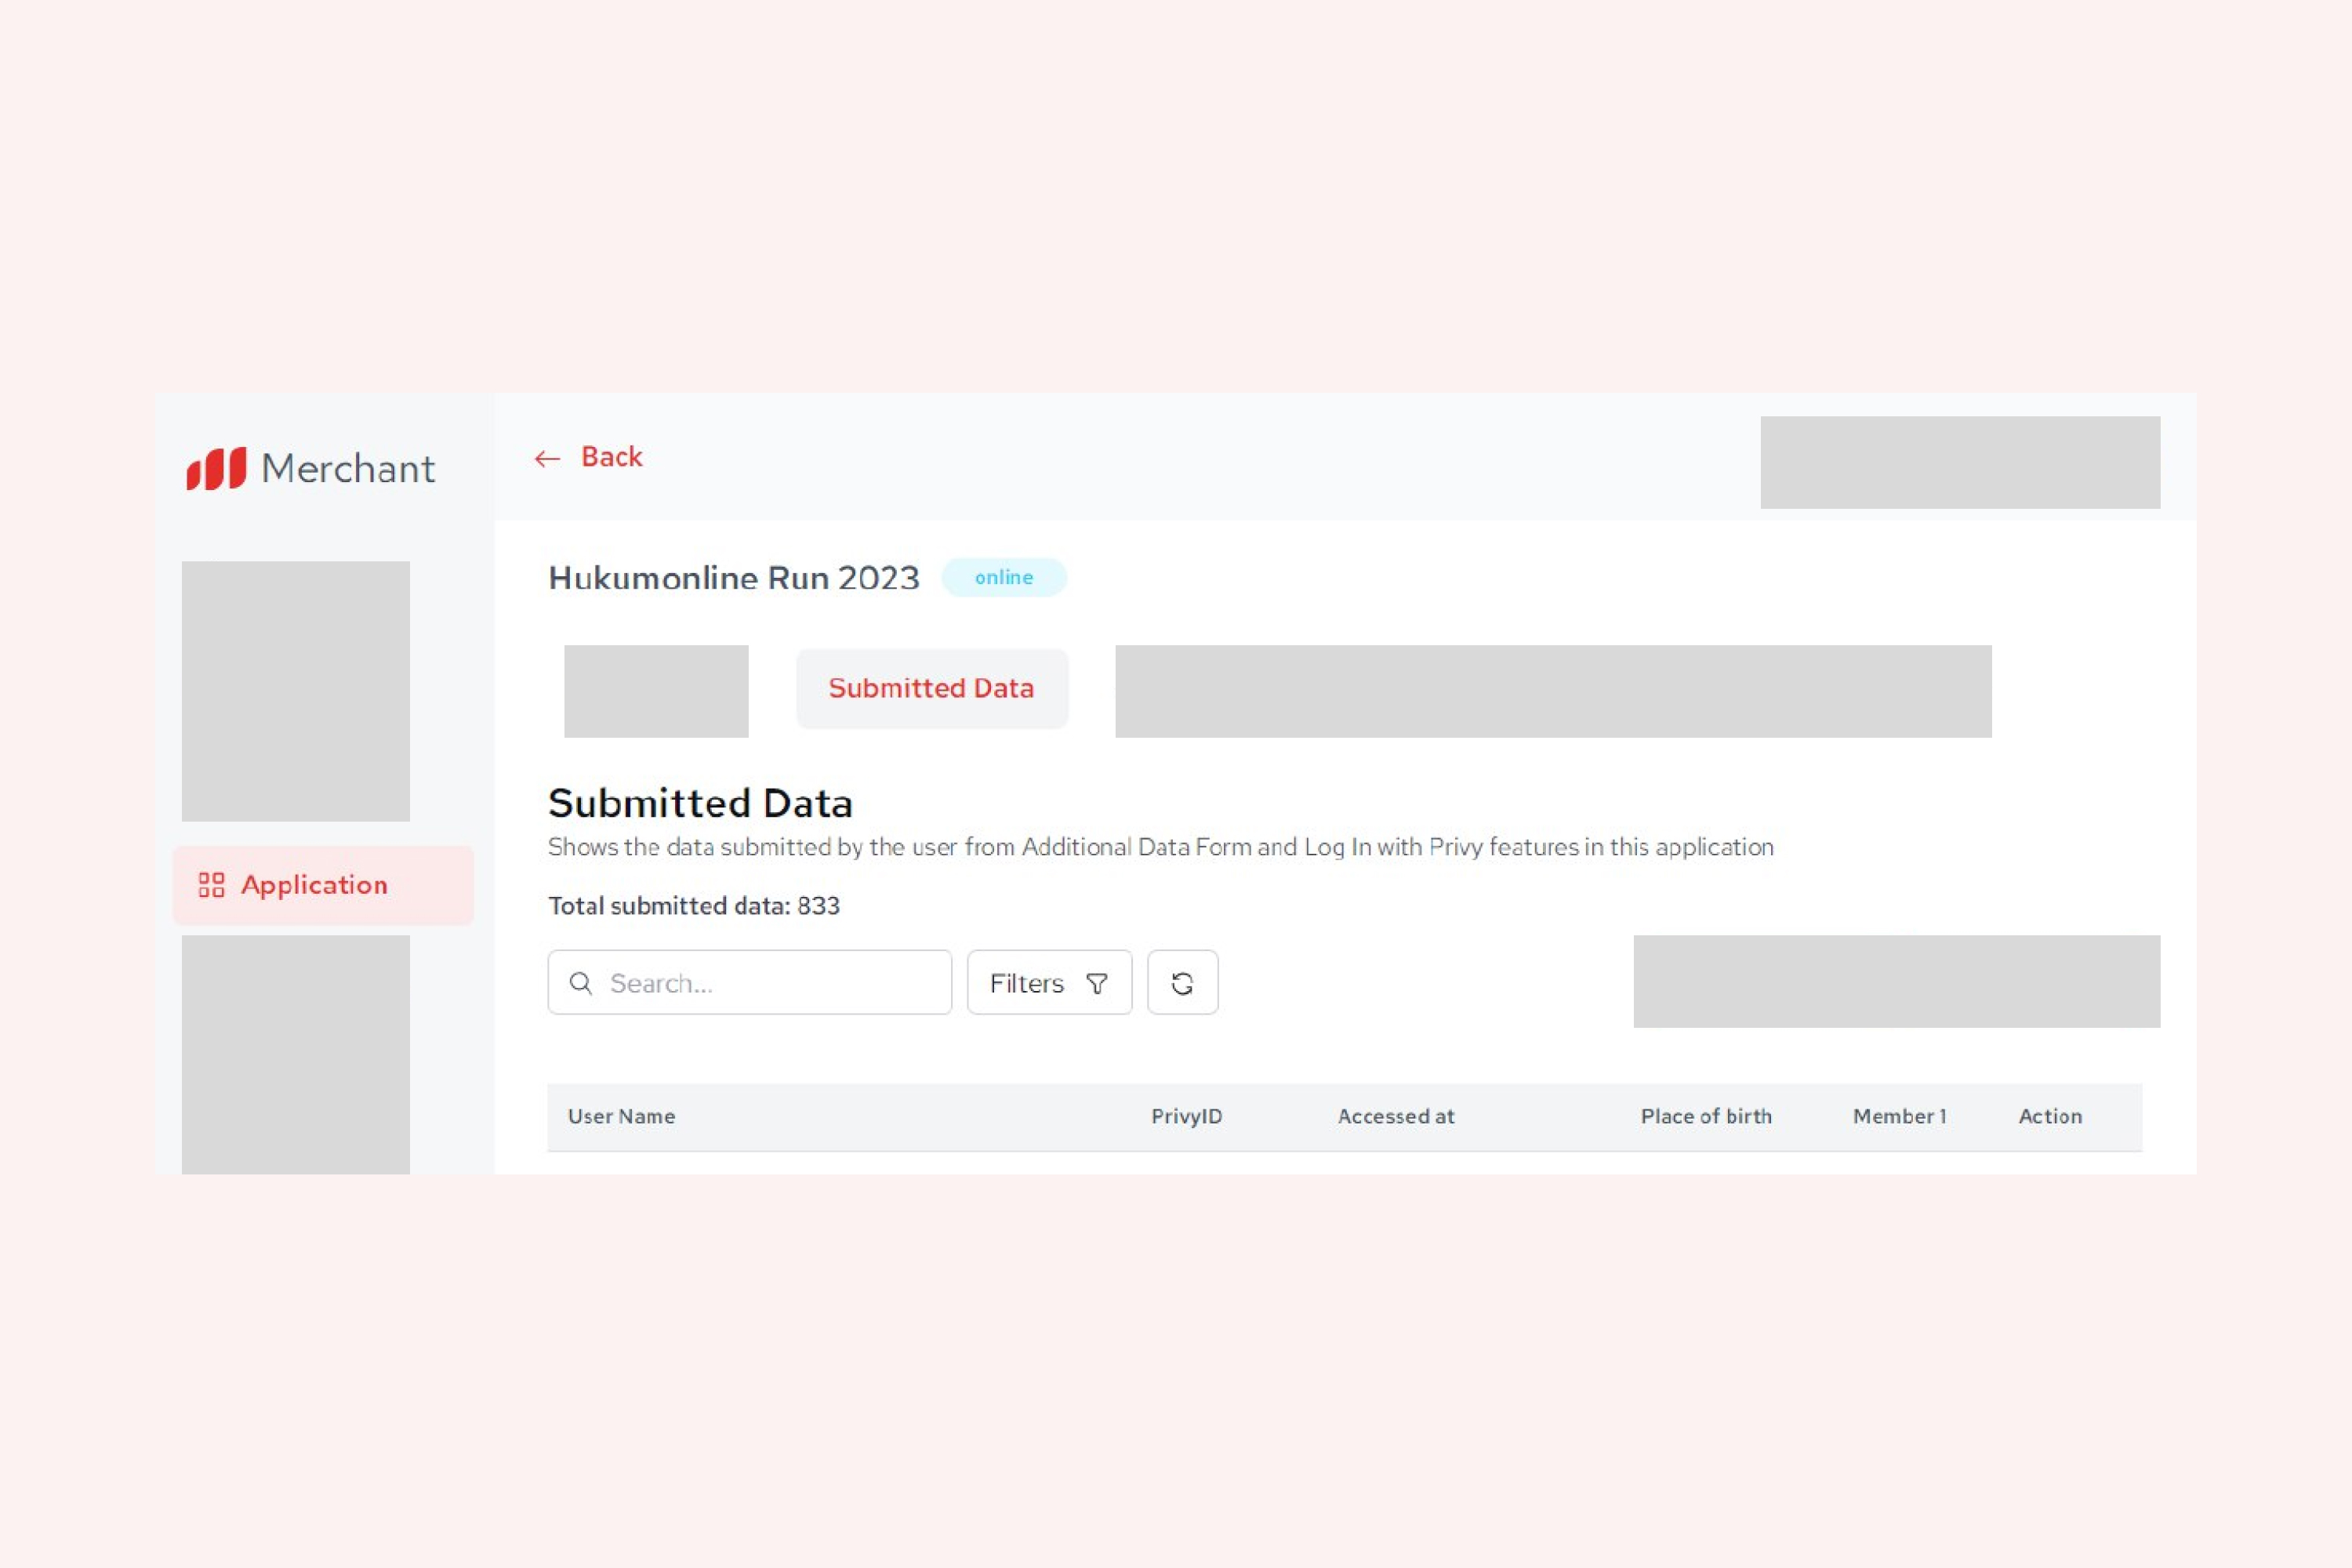 Merchant
Back
Hukumonline Run 2023 online
Submitted Data
Submitted Data
Shows the data submitted by the user from Additional Data Form and Log In with Privy features in this application
Application
Total submitted data: 833
Search... Filters
User Name PrivyID Accessed at Place of birth Member 1 Action